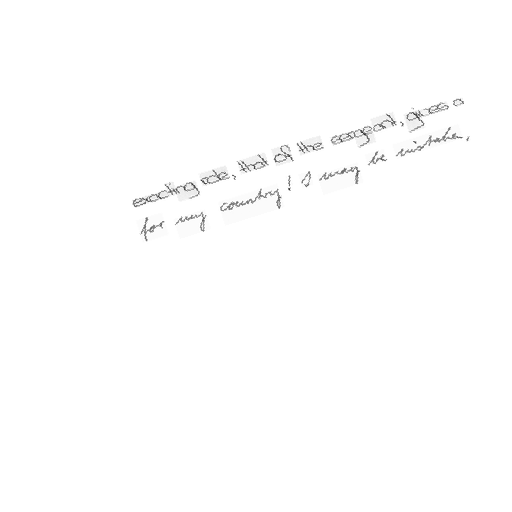 exacting role, that of the sergeant, gives a
for my country! I may be mistaken,